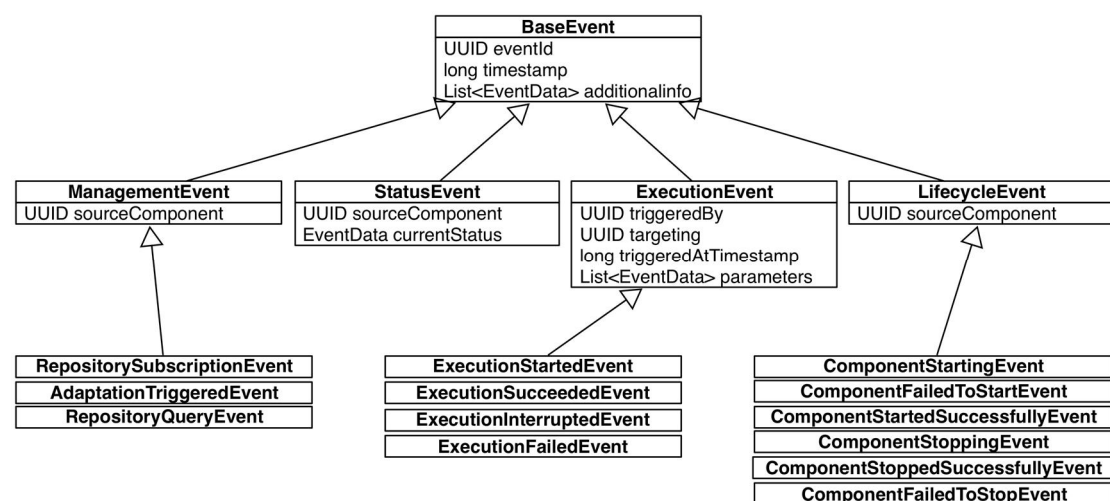 BaseEvent
UUID eventId
long timestamp
List<EventData> additionalinfo
ManagementEvent
UUID sourceComponent
StatusEvent
UUID sourceComponent
EventData currentStatus
ExecutionEvent
UUID triggeredBy
UUID targeting
long triggeredAtTimestamp
List<EventData> parameters
LifecycleEvent
UUID sourceComponent
RepositorySubscriptionEvent
AdaptationTriggeredEvent
RepositoryQueryEvent
ExecutionStartedEvent
ExecutionSucceededEvent
ExecutionInterruptedEvent
ExecutionFailedEvent
ComponentStartingEvent
ComponentFailedToStartEvent
ComponentStartedSuccessfullyEvent
ComponentStoppingEvent
ComponentStoppedSuccessfullyEvent
ComponentFailedToStopEvent